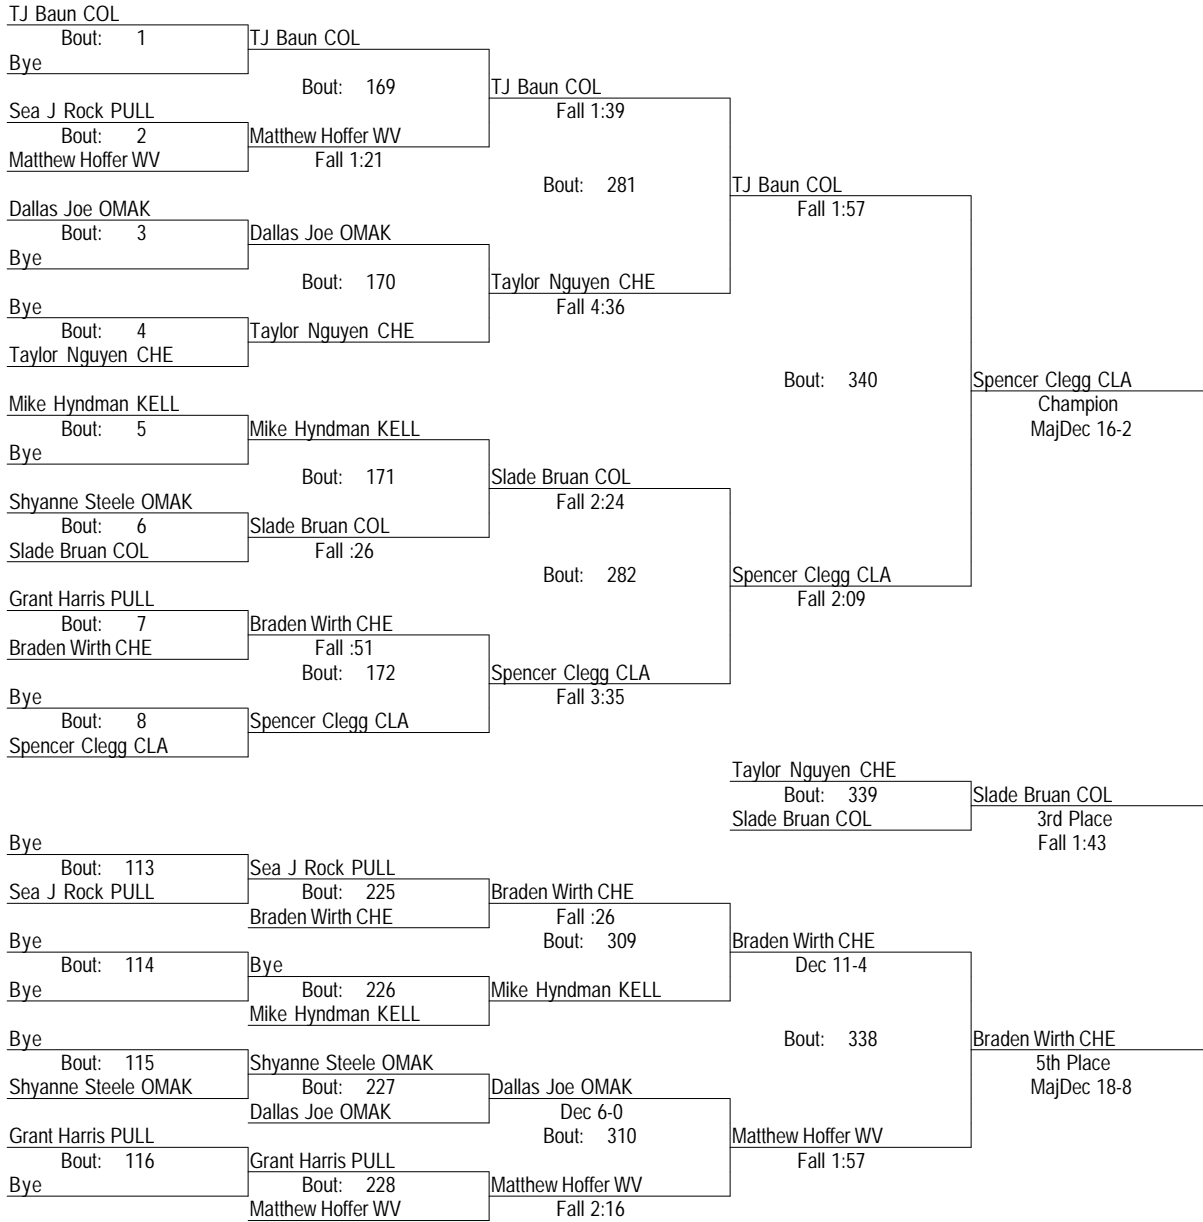 TJ Baun COL
Bout: 1 TJ Baun COL
Bye
Bout: 169 TJ Baun COL
Sea J Rock PULL Fall 1:39
Bout: 2 Matthew Hoffer WV
Matthew Hoffer WV Fall 1:21
Bout: 281 TJ Baun COL
Dallas Joe OMAK Fall 1:57
Bout: 3 Dallas Joe OMAK
Bye
Bout: 170 Taylor Nguyen CHE
Bye Fall 4:36
Bout: 4 Taylor Nguyen CHE
Taylor Nguyen CHE
Bout: 340 Spencer Clegg CLA
Mike Hyndman KELL Champion
Bout: 5 Mike Hyndman KELL MajDec 16-2
Bye
Bout: 171 Slade Bruan COL
Shyanne Steele OMAK Fall 2:24
Bout: 6 Slade Bruan COL
Slade Bruan COL Fall :26
Bout: 282 Spencer Clegg CLA
Grant Harris PULL Fall 2:09
Bout: 7 Braden Wirth CHE
Braden Wirth CHE Fall :51
Bout: 172 Spencer Clegg CLA
Bye Fall 3:35
Bout: 8 Spencer Clegg CLA
Spencer Clegg CLA
Taylor Nguyen CHE
Bout: 339 Slade Bruan COL
Slade Bruan COL 3rd Place
Bye Fall 1:43
Bout: 113 Sea J Rock PULL
Sea J Rock PULL Bout: 225 Braden Wirth CHE
Braden Wirth CHE Fall :26
Bye Bout: 309 Braden Wirth CHE
Bout: 114 Bye Dec 11-4
Bye Bout: 226 Mike Hyndman KELL
Mike Hyndman KELL
Bye Bout: 338 Braden Wirth CHE
Bout: 115 Shyanne Steele OMAK 5th Place
Shyanne Steele OMAK Bout: 227 Dallas Joe OMAK MajDec 18-8
Dallas Joe OMAK Dec 6-0
Grant Harris PULL Bout: 310 Matthew Hoffer WV
Bout: 116 Grant Harris PULL Fall 1:57
Bye Bout: 228 Matthew Hoffer WV
Matthew Hoffer WV Fall 2:16